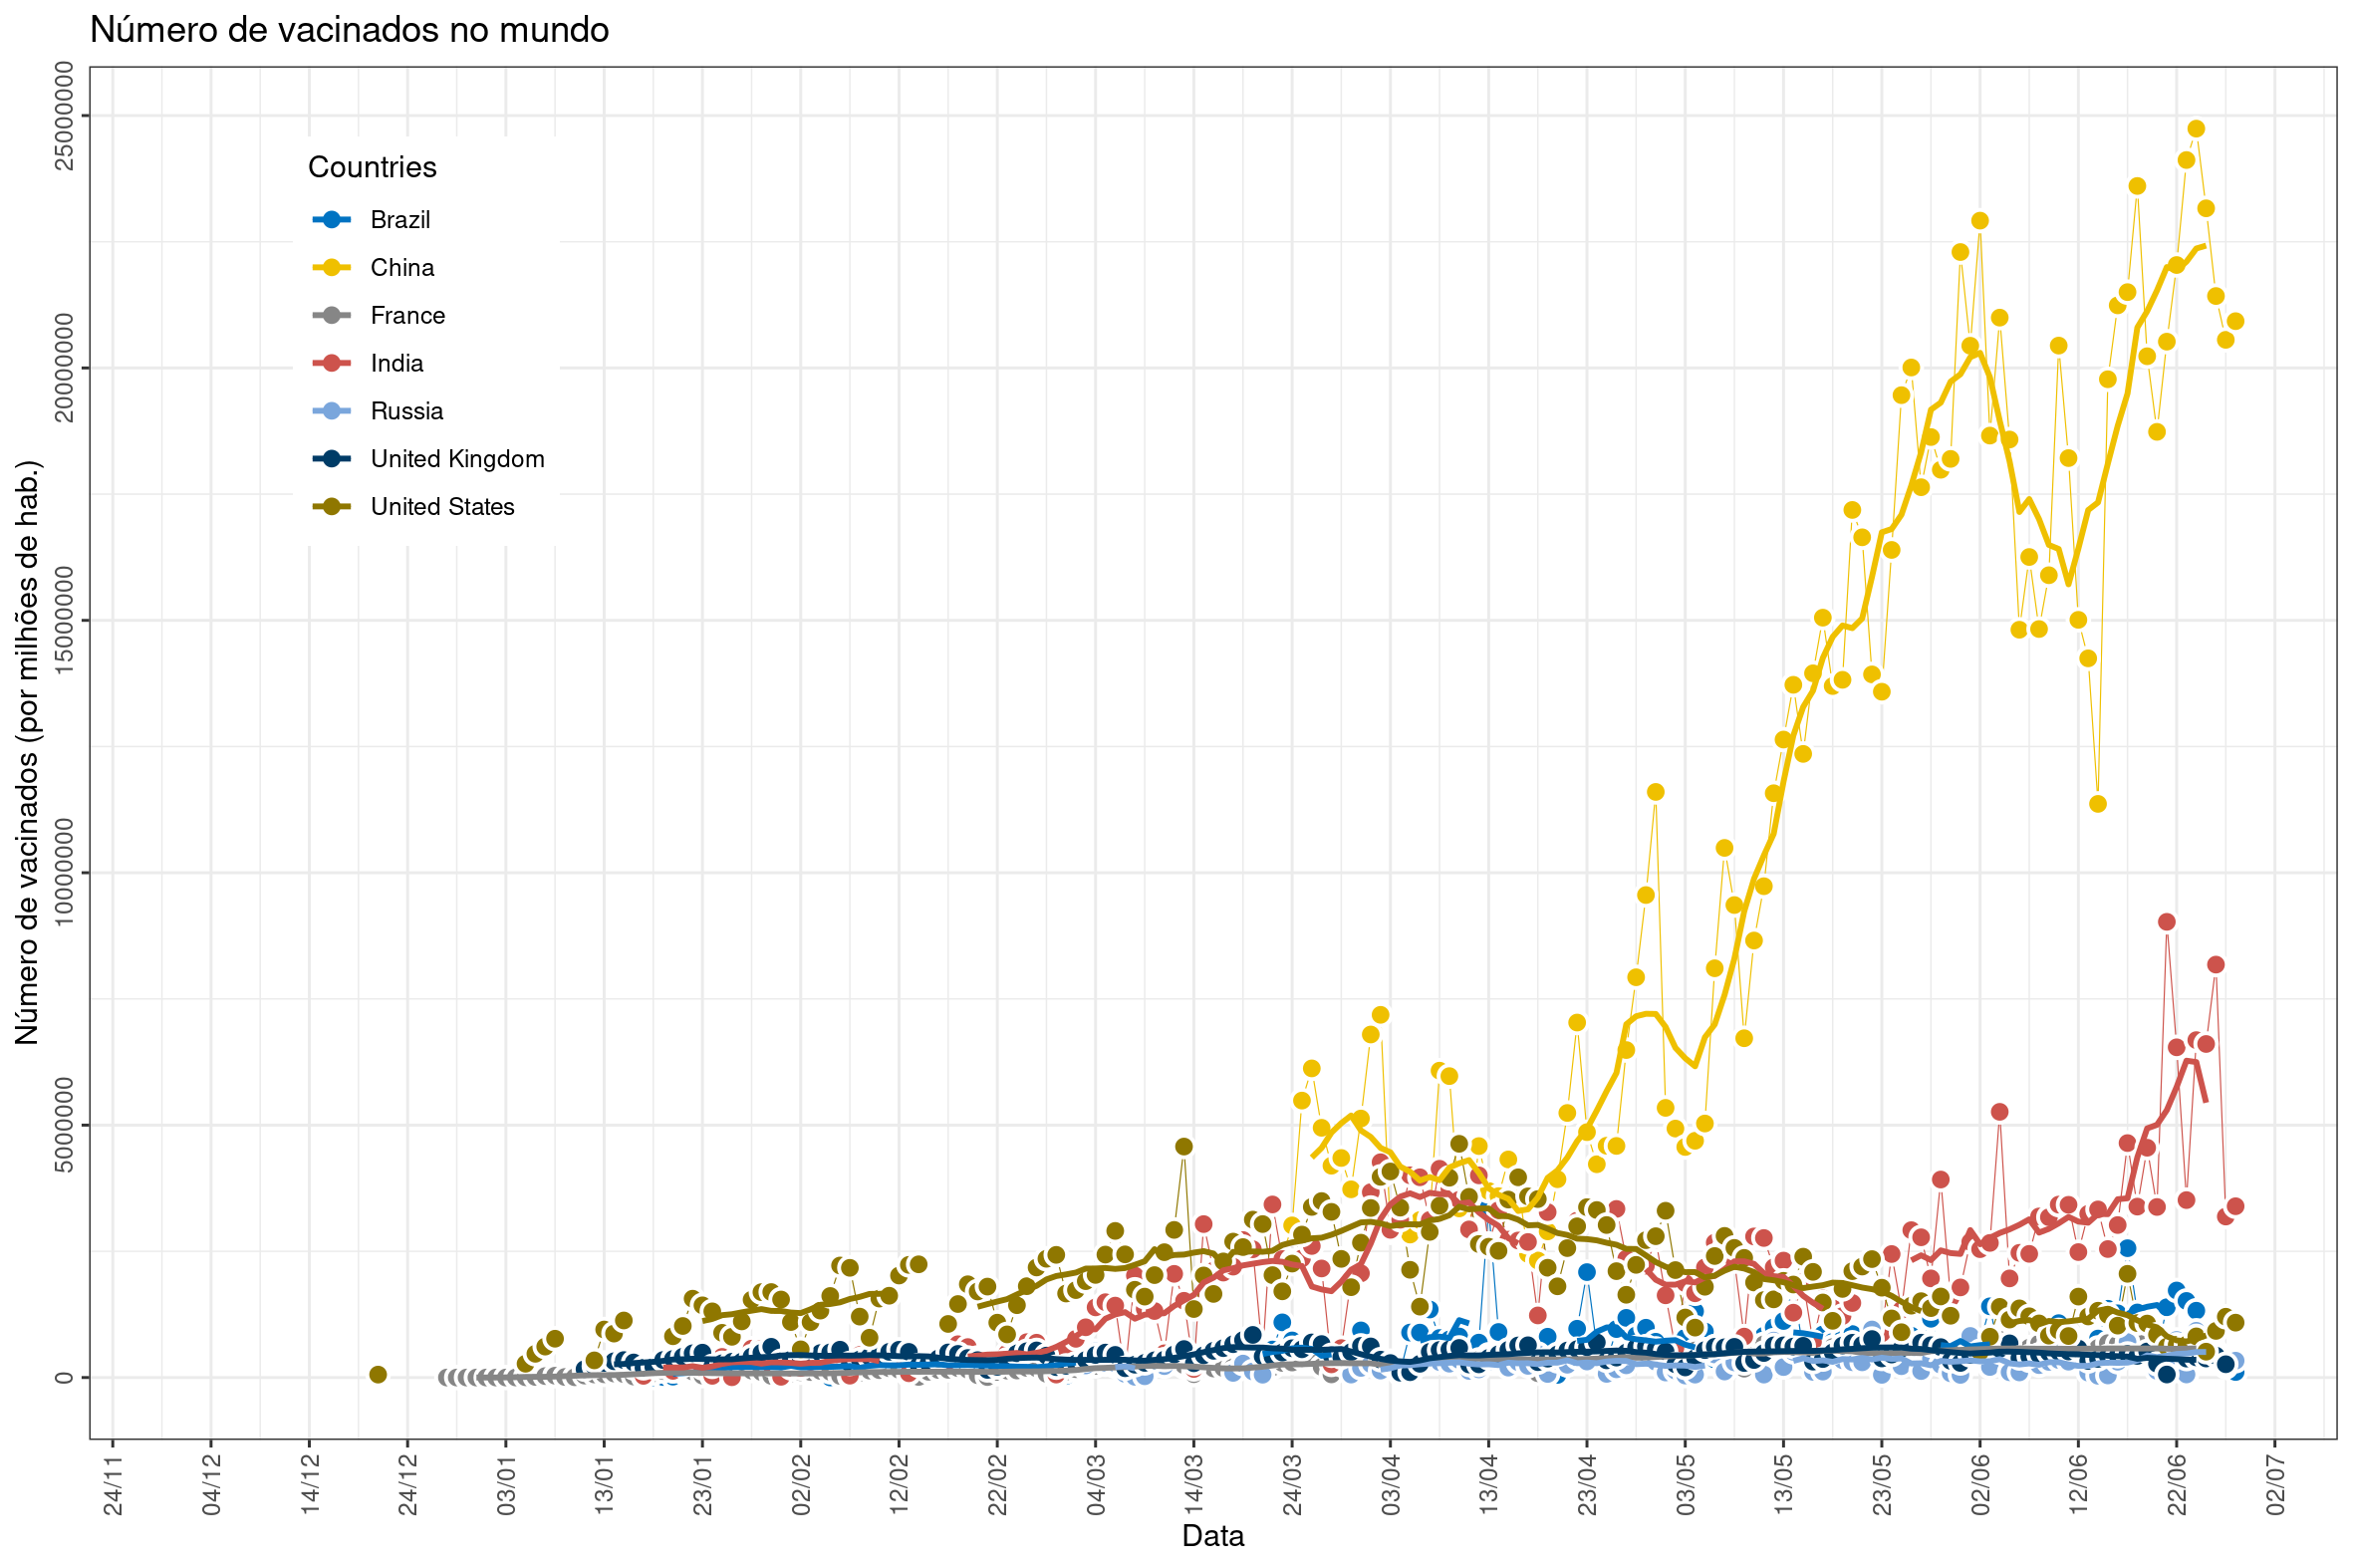 Número de vacinados no mundo
Número de vacinados (por milhões de hab.)
25000000
20000000
15000000
10000000
5000000
0
Countries
Brazil
China
France
India
Russia
United Kingdom
United States
24/11
04/12
14/12
24/12
03/01
13/01
23/01
02/02
12/02
22/02
04/03
14/03
24/03
03/04
13/04
23/04
03/05
13/05
23/05
02/06
12/06
22/06
02/07
Data